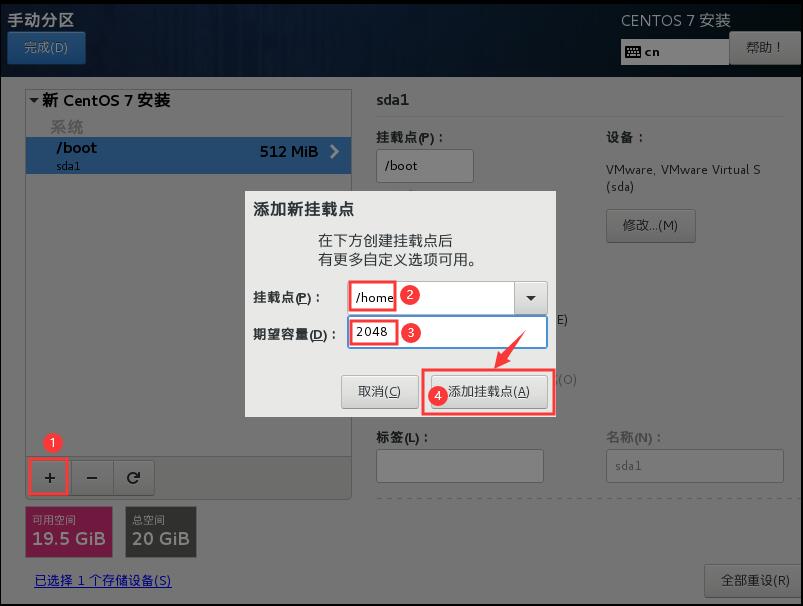 手动分区
CENTOS 7 安装
完成(D)
cn
帮助！
新 CentOS 7 安装
sda1
系统
/boot
512 MiB
sda1
挂载点(P)：
/boot
设备：
VMware, VMware Virtual S
(sda)
修改...(M)
添加新挂载点
在下方创建挂载点后
有更多自定义选项可用。
挂载点(P)：
/home
2
期望容量(D)：
2048
3
E)
取消(C)
4
添加挂载点(A)
(O)
1
标签(L)：
名称(N)：
sda1
+
−
可用空间
19.5 GiB
总空间
20 GiB
已选择 1 个存储设备(S)
全部重设(R)